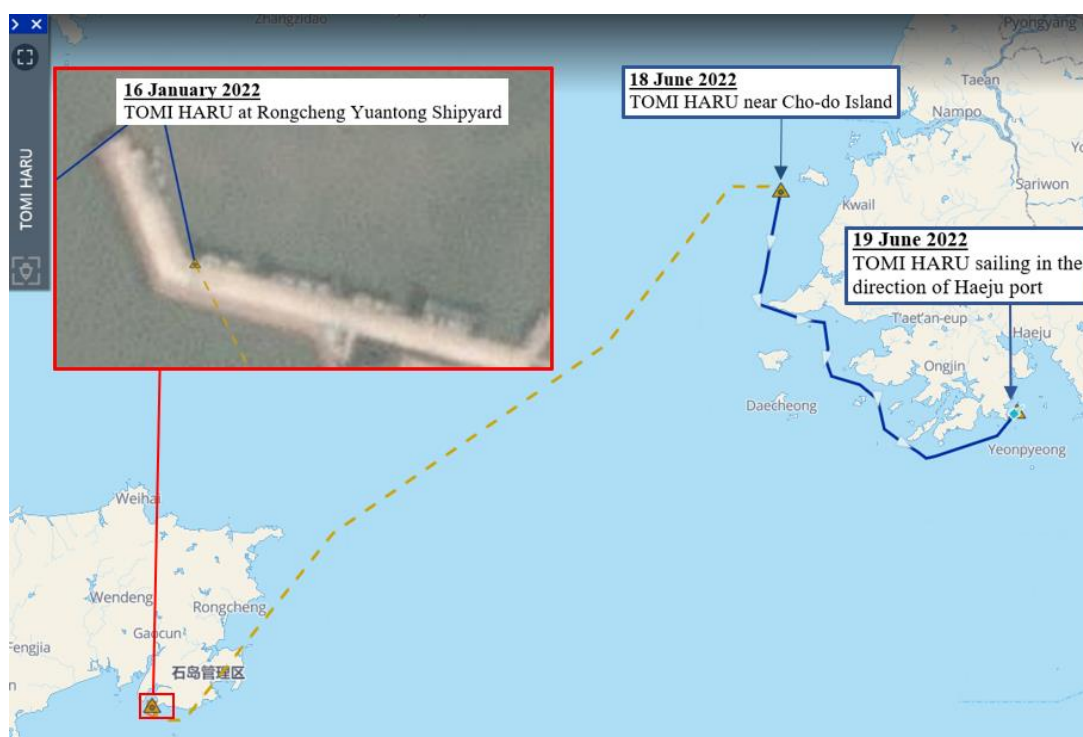 Zhangzidao
Pyongyang
> ×
TOMI HARU
16 January 2022
TOMI HARU at Rongcheng Yuantong Shipyard
18 June 2022
TOMI HARU near Cho-do Island
Taean
Nampo
Sariwon
Kwail
19 June 2022
TOMI HARU sailing in the
direction of Haeju port
T'aet'an-eup
Haeju
Ongjin
Daecheong
Yeonpyeong
Weihai
Wendeng
Rongcheng
Gaocun
Fengjia
石岛管理区